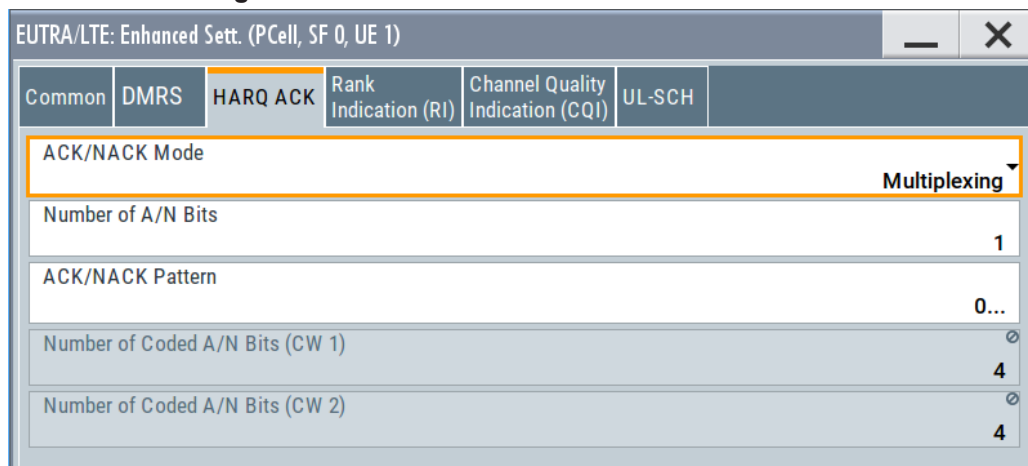 EUTRA/LTE: Enhanced Sett. (PCell, SF 0, UE 1)
Common DMRS HARQ ACK Rank Indication (RI) Channel Quality Indication (CQI) UL-SCH
ACK/NACK Mode
Multiplexing
Number of A/N Bits
1
ACK/NACK Pattern
0...
Number of Coded A/N Bits (CW 1)
4
Number of Coded A/N Bits (CW 2)
4